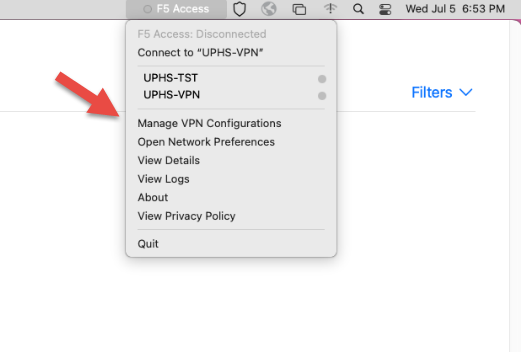 F5 Access
Wed Jul 5 6:53 PM
F5 Access: Disconnected
Connect to “UPHS-VPN”
UPHS-TST
UPHS-VPN
Filters
Manage VPN Configurations
Open Network Preferences
View Details
View Logs
About
View Privacy Policy
Quit